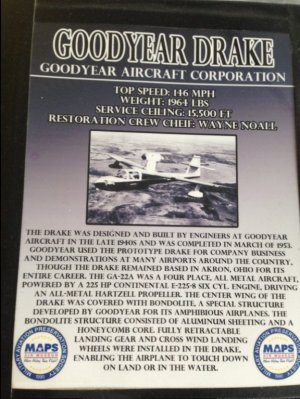 GOODYEAR DRAKE
GOODYEAR AIRCRAFT CORPORATION
TOP SPEED: 146 MPH
WEIGHT: 1964 LBS
SERVICE CEILING: 15,500 FT
RESTORATION CREW CHEIF: WAYNE NOALL
THE DRAKE WAS DESIGNED AND BUILT BY ENGINEERS AT GOODYEAR
AIRCRAFT IN THE LATE 1940S AND WAS COMPLETED IN MARCH OF 1953.
GOODYEAR USED THE PROTOTYPE DRAKE FOR COMPANY BUSINESS
AND DEMONSTRATIONS AT MANY AIRPORTS AROUND THE COUNTRY,
THOUGH THE DRAKE REMAINED BASED IN AKRON, OHIO FOR ITS
ENTIRE CAREER. THE GA-22A WAS A FOUR PLACE, ALL METAL AIRCRAFT,
POWERED BY A 225 HP CONTINENTAL E-225-8 SIX CYL. ENGINE, DRIVING
AN ALL-METAL HARTZELL PROPELLER. THE CENTER WING OF THE
DRAKE WAS COVERED WITH BONDOLITE, A SPECIAL STRUCTURE
DEVELOPED BY GOODYEAR FOR ITS AMPHIBIOUS AIRPLANES. THE
BONDOLITE STRUCTURE CONSISTED OF ALUMINUM SHEETING AND A
HONEYCOMB CORE. FULLY RETRACTABLE
LANDING GEAR AND CROSS WIND LANDING
WHEELS WERE INSTALLED IN THE DRAKE,
ENABLING THE AIRPLANE TO TOUCH DOWN
ON LAND OR IN THE WATER.
MAPS
AIR MUSEUM
MAPS
AIR MUSEUM